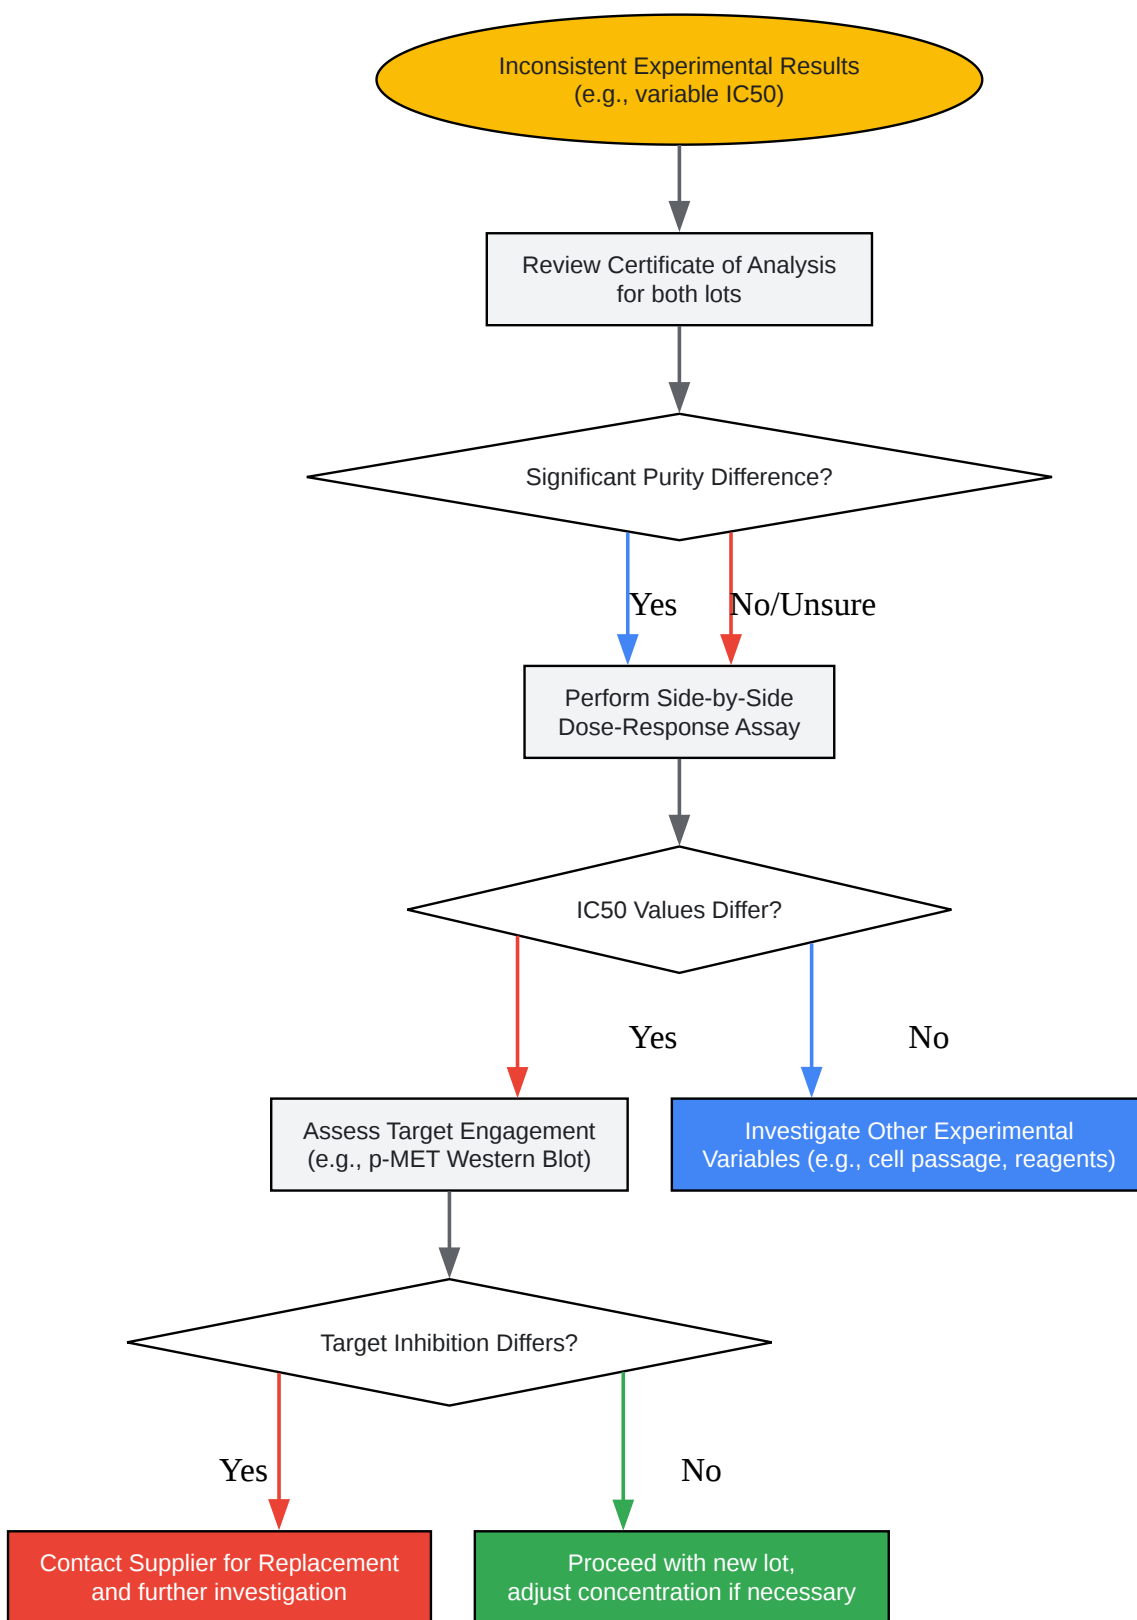 Inconsistent Experimental Results
(e.g., variable IC50)
Review Certificate of Analysis
for both lots
Significant Purity Difference?
Yes
No/Unsure
Perform Side-by-Side
Dose-Response Assay
IC50 Values Differ?
Yes
No
Assess Target Engagement
(e.g., p-MET Western Blot)
Investigate Other Experimental
Variables (e.g., cell passage, reagents)
Target Inhibition Differs?
Yes
No
Contact Supplier for Replacement
and further investigation
Proceed with new lot,
adjust concentration if necessary